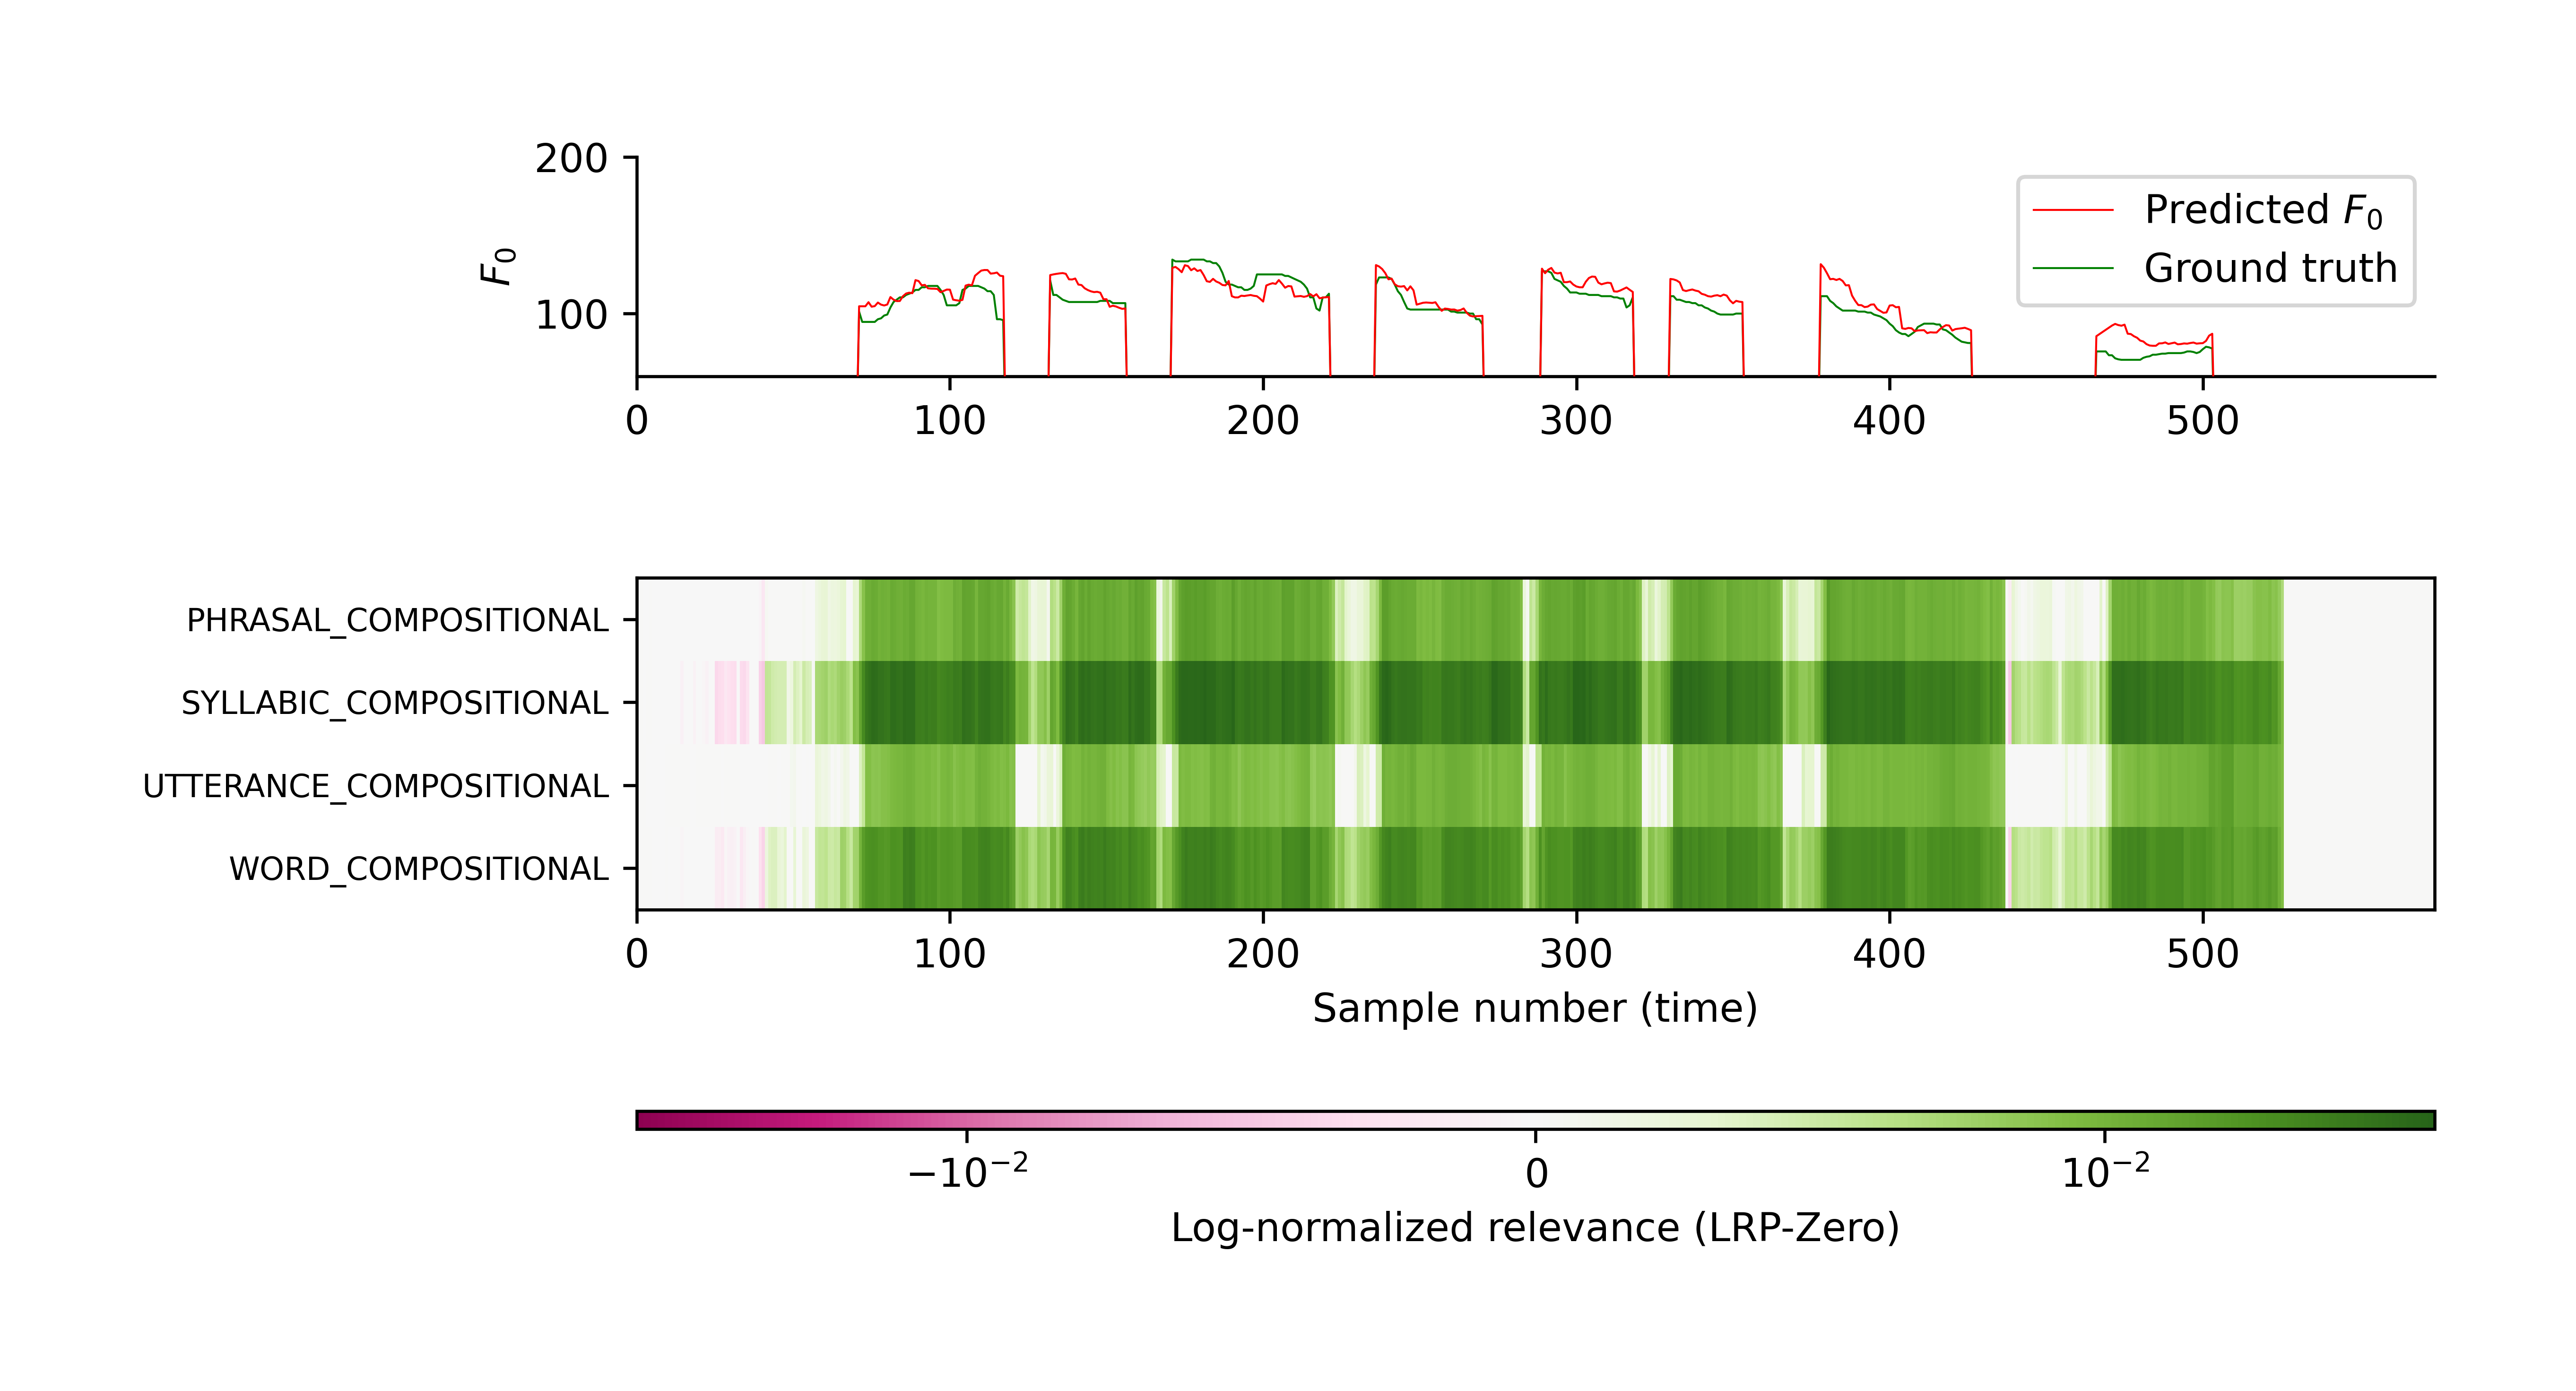 200
100
F₀
Predicted F₀
Ground truth
0 100 200 300 400 500
PHRASAL_COMPOSITIONAL
SYLLABIC_COMPOSITIONAL
UTTERANCE_COMPOSITIONAL
WORD_COMPOSITIONAL
0 100 200 300 400 500
Sample number (time)
−10⁻² 0 10⁻²
Log-normalized relevance (LRP-Zero)